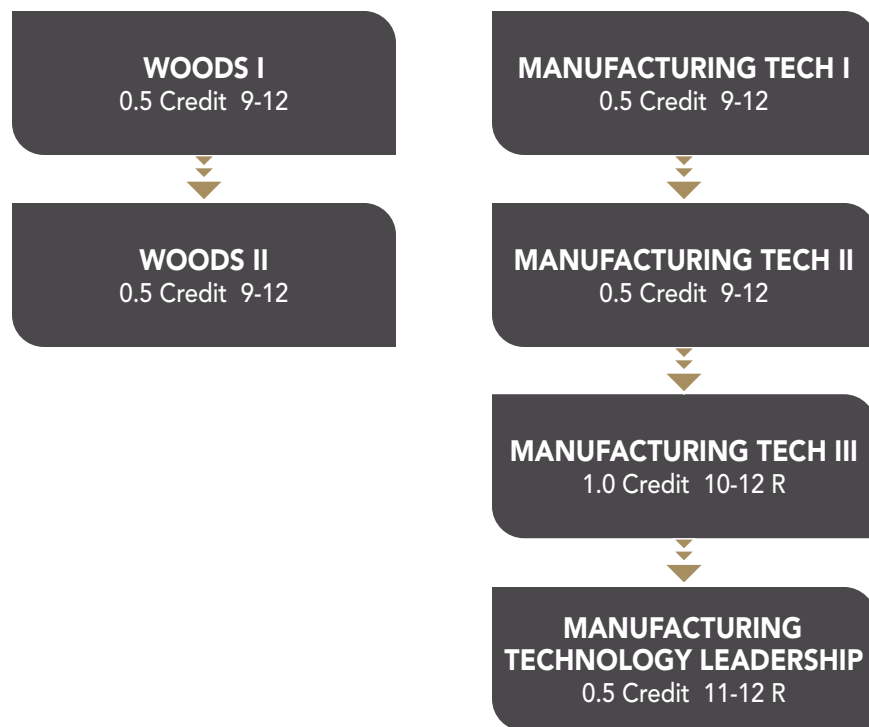 WOODS I
0.5 Credit 9-12
WOODS II
0.5 Credit 9-12
MANUFACTURING TECH I
0.5 Credit 9-12
MANUFACTURING TECH II
0.5 Credit 9-12
MANUFACTURING TECH III
1.0 Credit 10-12 R
MANUFACTURING
TECHNOLOGY LEADERSHIP
0.5 Credit 11-12 R